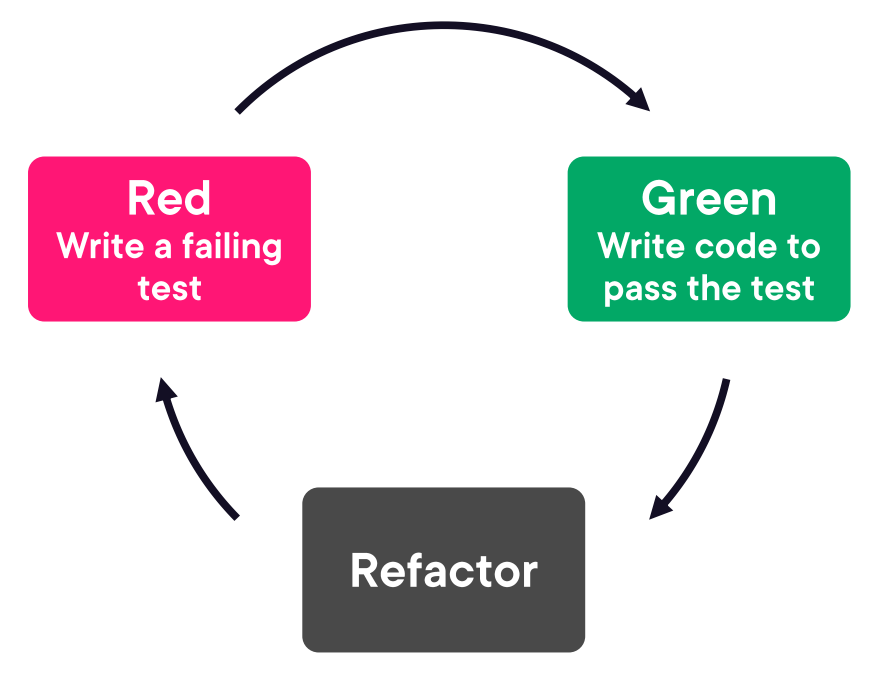 Red
Write a failing
test
Green
Write code to
pass the test
Refactor